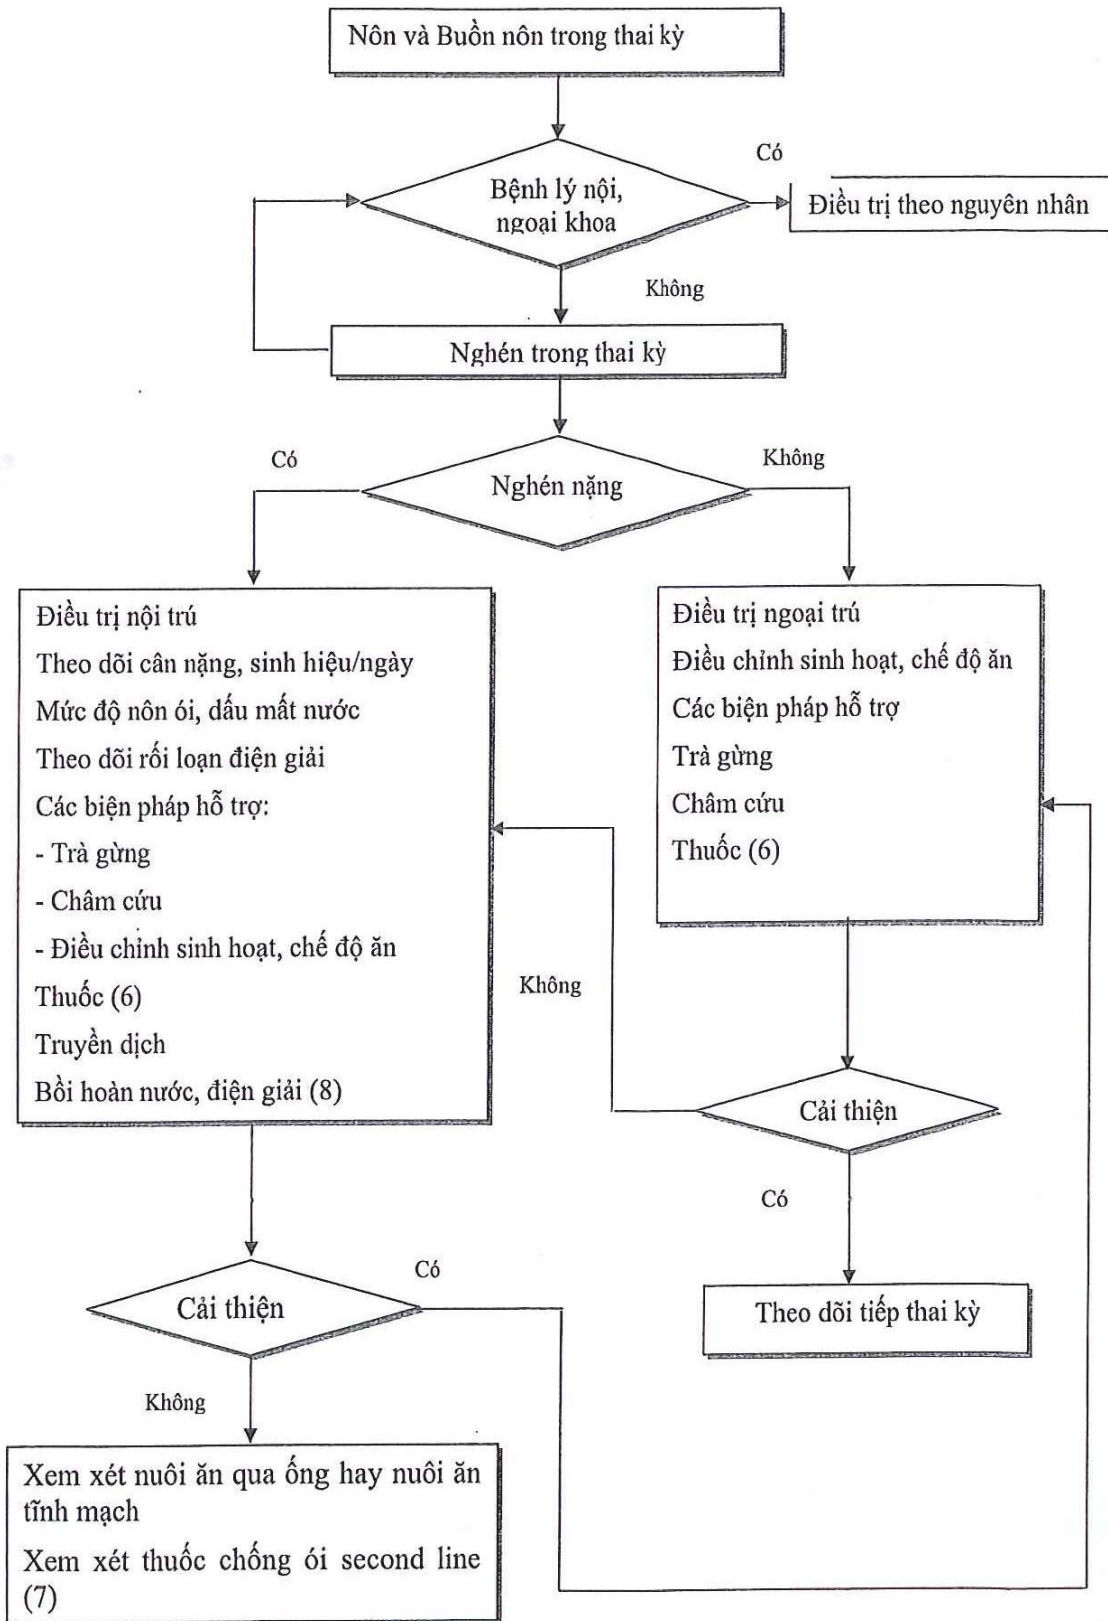 Nôn và Buồn nôn trong thai kỳ
Có
Bệnh lý nội,
ngoại khoa
Điều trị theo nguyên nhân
Không
Nghén trong thai kỳ
Có
Không
Nghén nặng
Điều trị nội trú
Theo dõi cân nặng, sinh hiệu/ngày
Mức độ nôn ói, dấu mất nước
Theo dõi rối loạn điện giải
Các biện pháp hỗ trợ:
- Trà gừng
- Châm cứu
- Điều chỉnh sinh hoạt, chế độ ăn
Thuốc (6)
Truyền dịch
Bồi hoàn nước, điện giải (8)
Điều trị ngoại trú
Điều chỉnh sinh hoạt, chế độ ăn
Các biện pháp hỗ trợ
Trà gừng
Châm cứu
Thuốc (6)
Không
Cải thiện
Có
Theo dõi tiếp thai kỳ
Cải thiện
Có
Không
Xem xét nuôi ăn qua ống hay nuôi ăn
tĩnh mạch
Xem xét thuốc chống ói second line
(7)